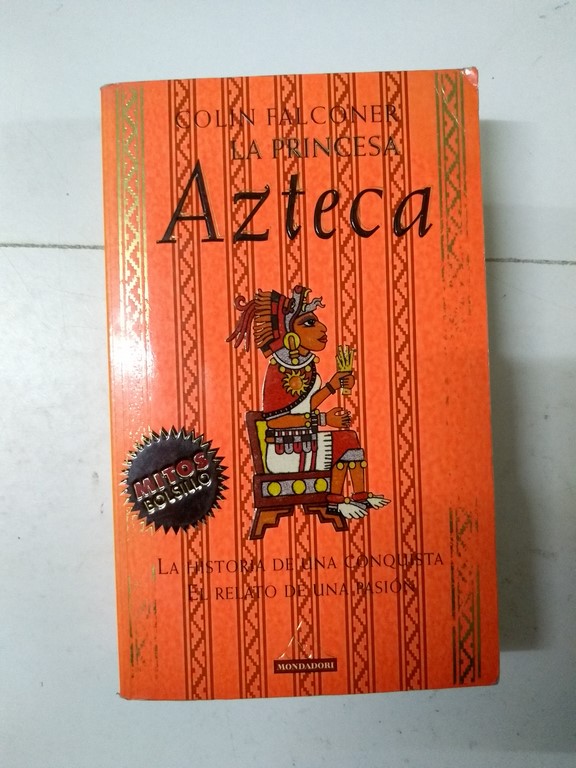 COLIN FALCONER
LA PRINCESA
Azteca
MITOS
BOLSILLO
LA HISTORIA DE UNA CONQUISTA
EL RELATO DE UNA PASIÓN
MONDADORI